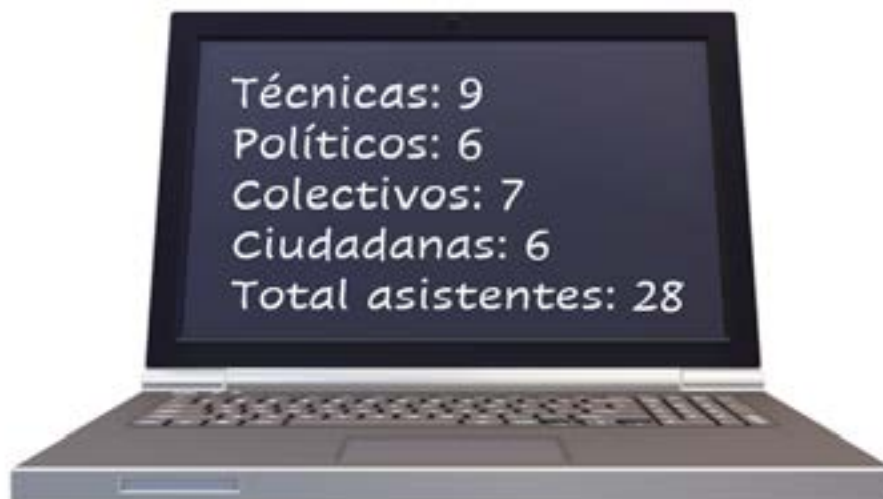 Técnicas: 9
Políticos: 6
Colectivos: 7
Ciudadanas: 6
Total asistentes: 28